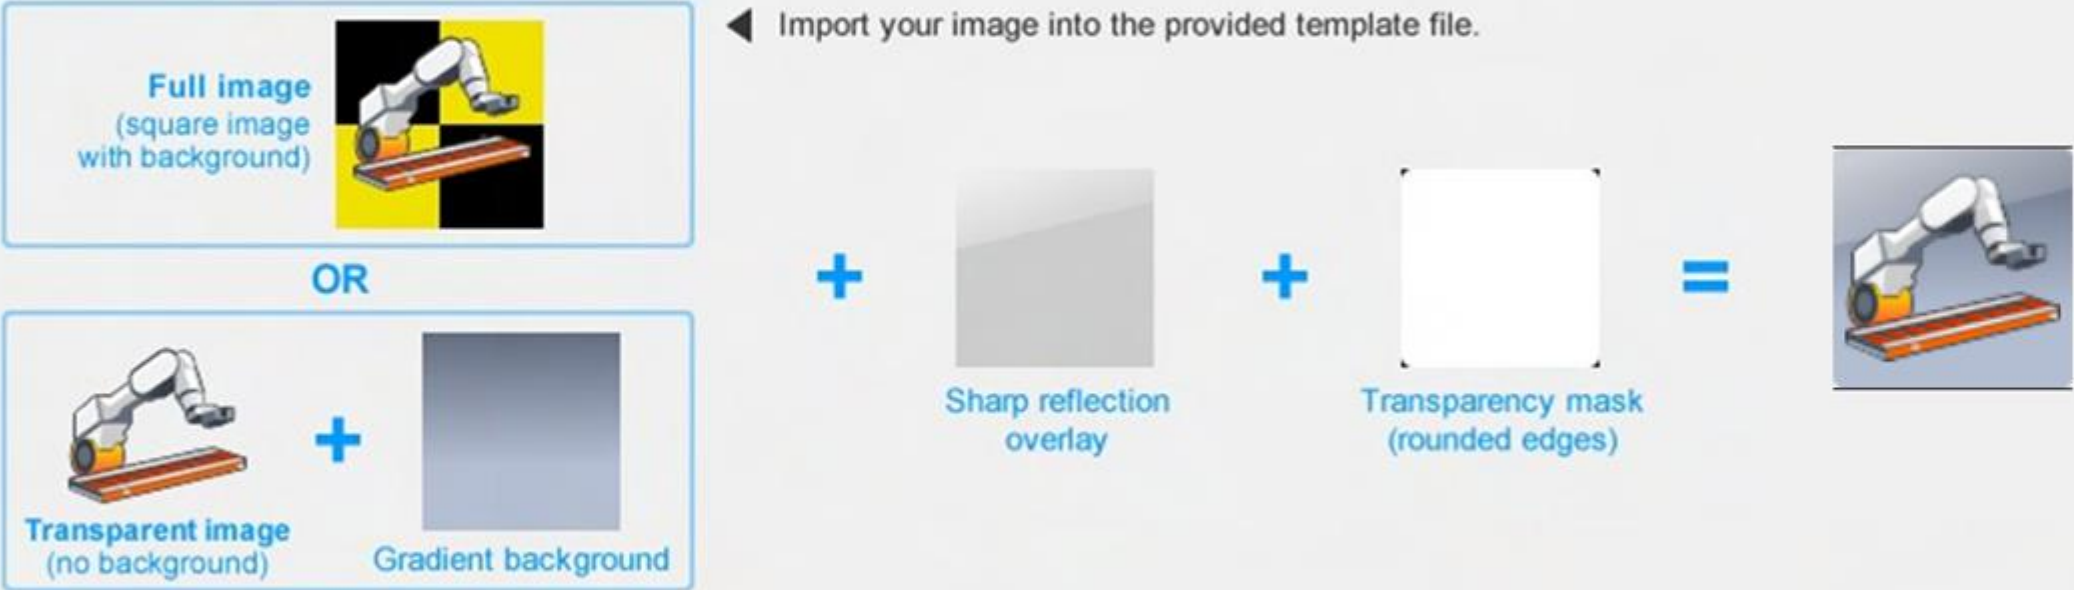 Import your image into the provided template file.
Full image
(square image
with background)
OR
Transparent image
(no background)
+
Gradient background
+
Sharp reflection
overlay
+
Transparency mask
(rounded edges)
=